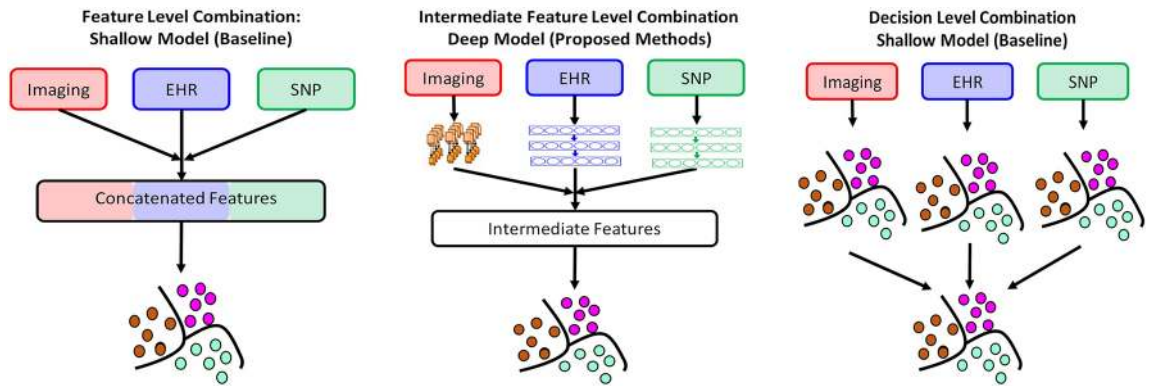 Feature Level Combination:
Shallow Model (Baseline)
Imaging
EHR
SNP
Concatenated Features
Intermediate Feature Level Combination
Deep Model (Proposed Methods)
Imaging
EHR
SNP
Intermediate Features
Decision Level Combination
Shallow Model (Baseline)
Imaging
EHR
SNP